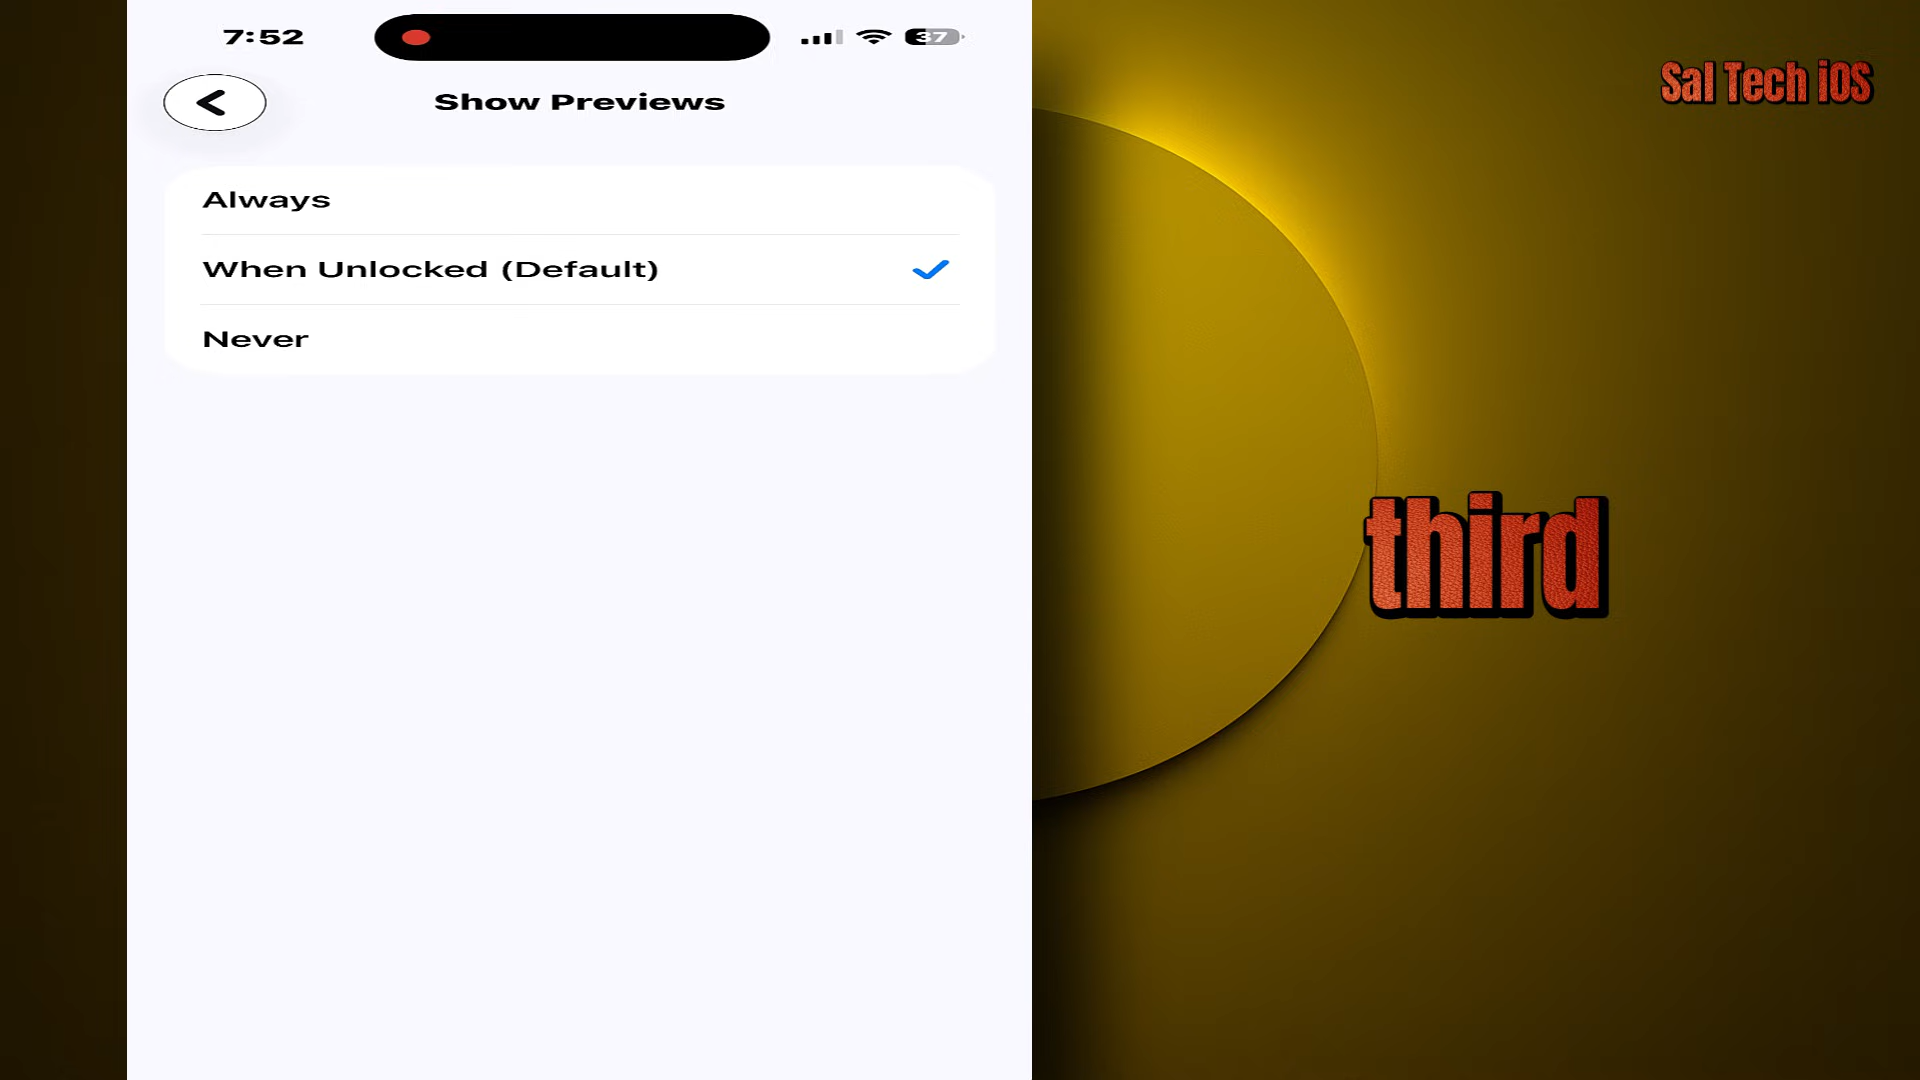 7:52
37
Show Previews
Always
When Unlocked (Default)
Never
Sal Tech iOS
third